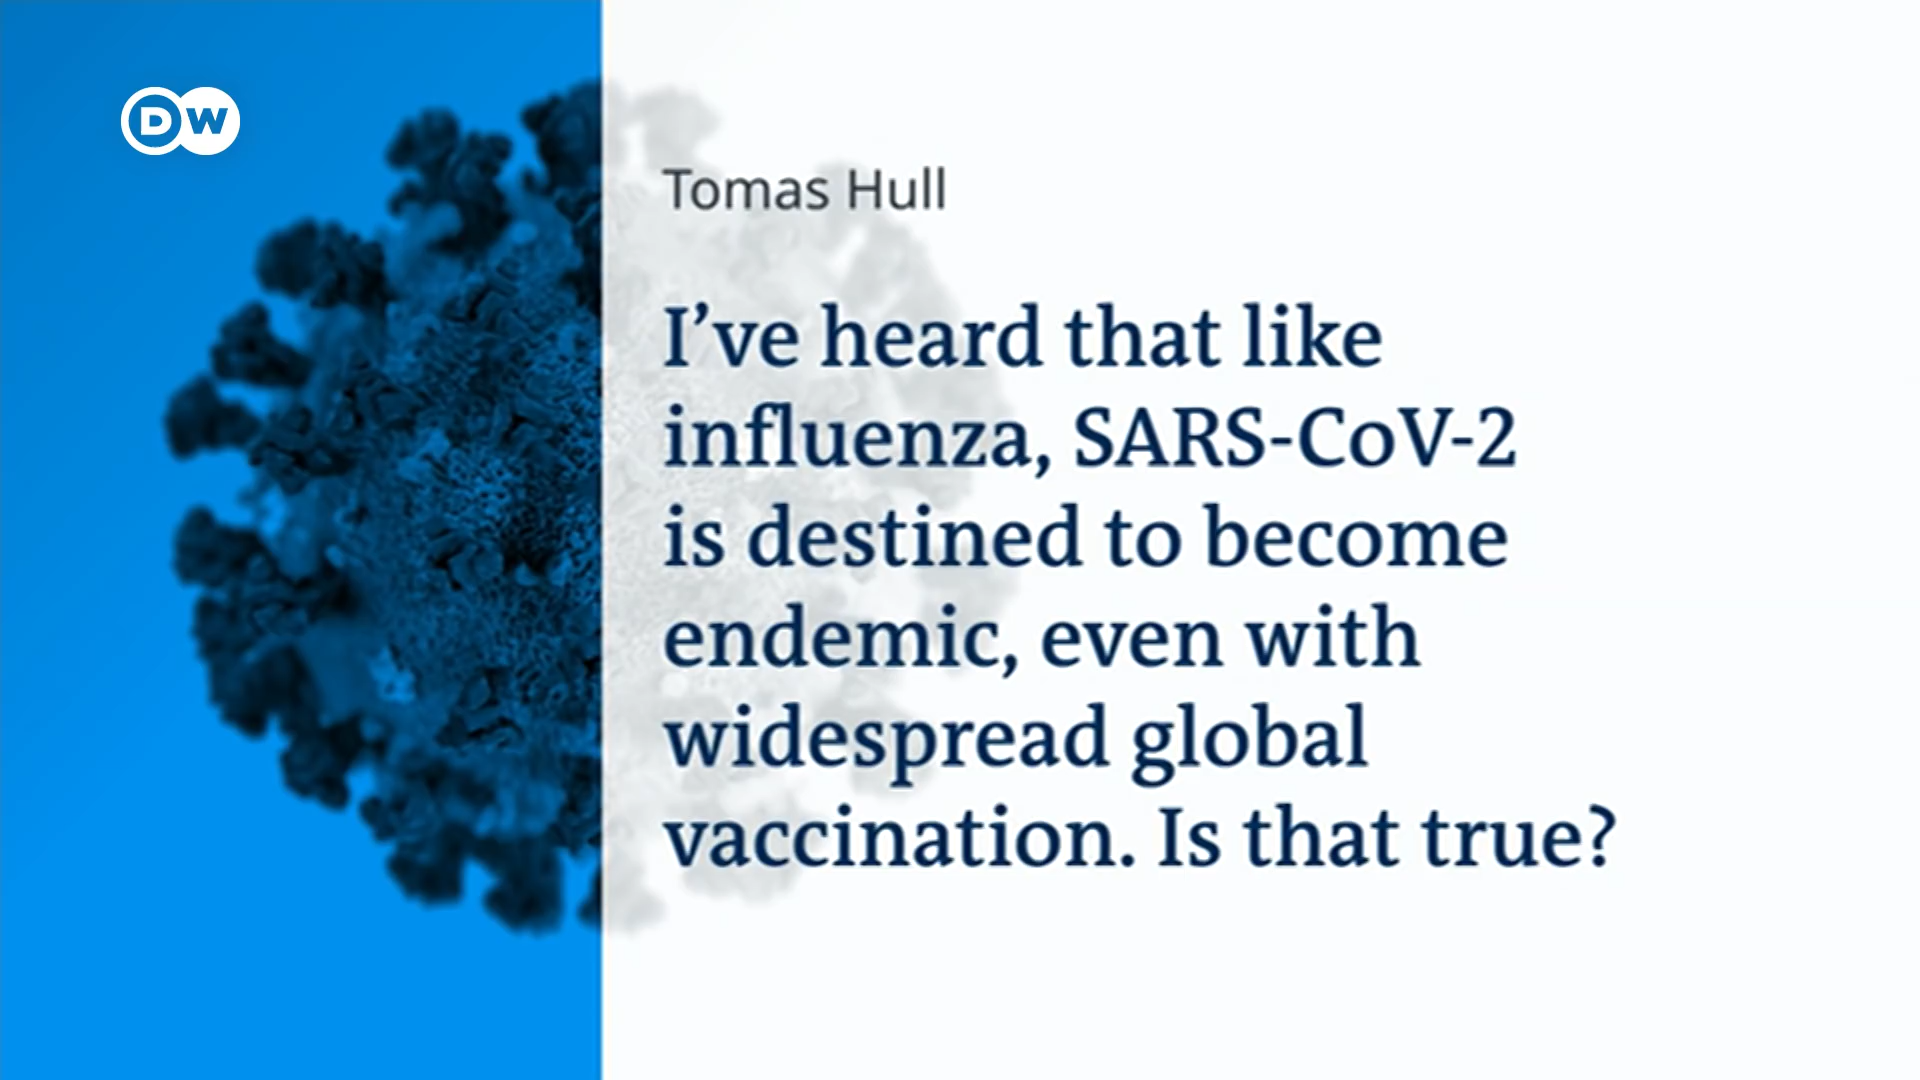 DW
Tomas Hull
I’ve heard that like
influenza, SARS-CoV-2
is destined to become
endemic, even with
widespread global
vaccination. Is that true?